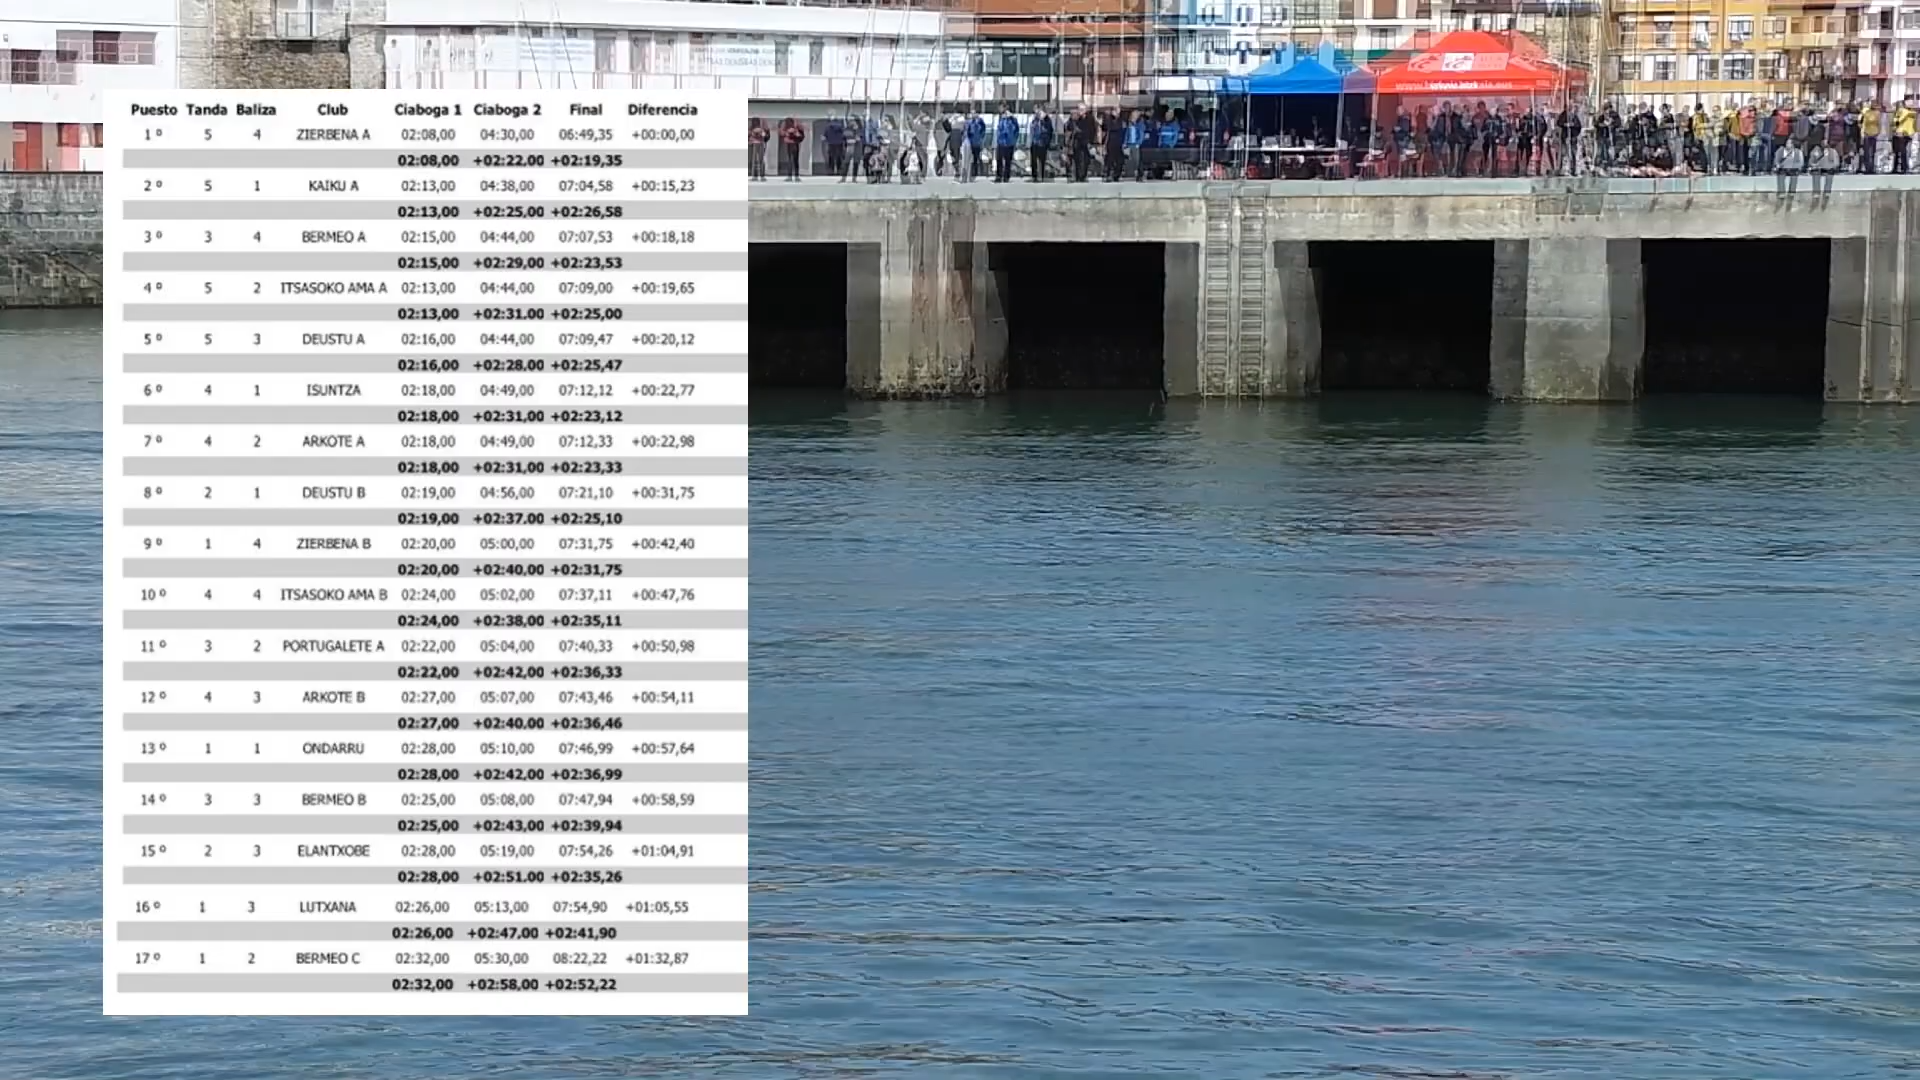 Puesto Tanda Baliza Club Ciaboga 1 Ciaboga 2 Final Diferencia
1 º 5 4 ZIERBENA A 02:08,00 04:30,00 06:49,35 +00:00,00
02:08,00 +02:22,00 +02:19,35
2 º 5 1 KAIKU A 02:13,00 04:38,00 07:04,58 +00:15,23
02:13,00 +02:25,00 +02:26,58
3 º 3 4 BERMEO A 02:15,00 04:44,00 07:07,53 +00:18,18
02:15,00 +02:29,00 +02:23,53
4 º 5 2 ITSASOKO AMA A 02:13,00 04:44,00 07:09,00 +00:19,65
02:13,00 +02:31,00 +02:25,00
5 º 5 3 DEUSTU A 02:16,00 04:44,00 07:09,47 +00:20,12
02:16,00 +02:28,00 +02:25,47
6 º 4 1 ISUNTZA 02:18,00 04:49,00 07:12,12 +00:22,77
02:18,00 +02:31,00 +02:23,12
7 º 4 2 ARKOTE A 02:18,00 04:49,00 07:12,33 +00:22,98
02:18,00 +02:31,00 +02:23,33
8 º 2 1 DEUSTU B 02:19,00 04:56,00 07:21,10 +00:31,75
02:19,00 +02:37,00 +02:25,10
9 º 1 4 ZIERBENA B 02:20,00 05:00,00 07:31,75 +00:42,40
02:20,00 +02:40,00 +02:31,75
10 º 4 4 ITSASOKO AMA B 02:24,00 05:02,00 07:37,11 +00:47,76
02:24,00 +02:38,00 +02:35,11
11 º 3 2 PORTUGALETE A 02:22,00 05:04,00 07:40,33 +00:50,98
02:22,00 +02:42,00 +02:36,33
12 º 4 3 ARKOTE B 02:27,00 05:07,00 07:43,46 +00:54,11
02:27,00 +02:40,00 +02:36,46
13 º 1 1 ONDARRU 02:28,00 05:10,00 07:46,99 +00:57,64
02:28,00 +02:42,00 +02:36,99
14 º 3 3 BERMEO B 02:25,00 05:08,00 07:47,94 +00:58,59
02:25,00 +02:43,00 +02:39,94
15 º 2 3 ELANTXOBE 02:28,00 05:19,00 07:54,26 +01:04,91
02:28,00 +02:51,00 +02:35,26
16 º 1 3 LUTXANA 02:26,00 05:13,00 07:54,90 +01:05,55
02:26,00 +02:47,00 +02:41,90
17 º 1 2 BERMEO C 02:32,00 05:30,00 08:22,22 +01:32,87
02:32,00 +02:58,00 +02:52,22